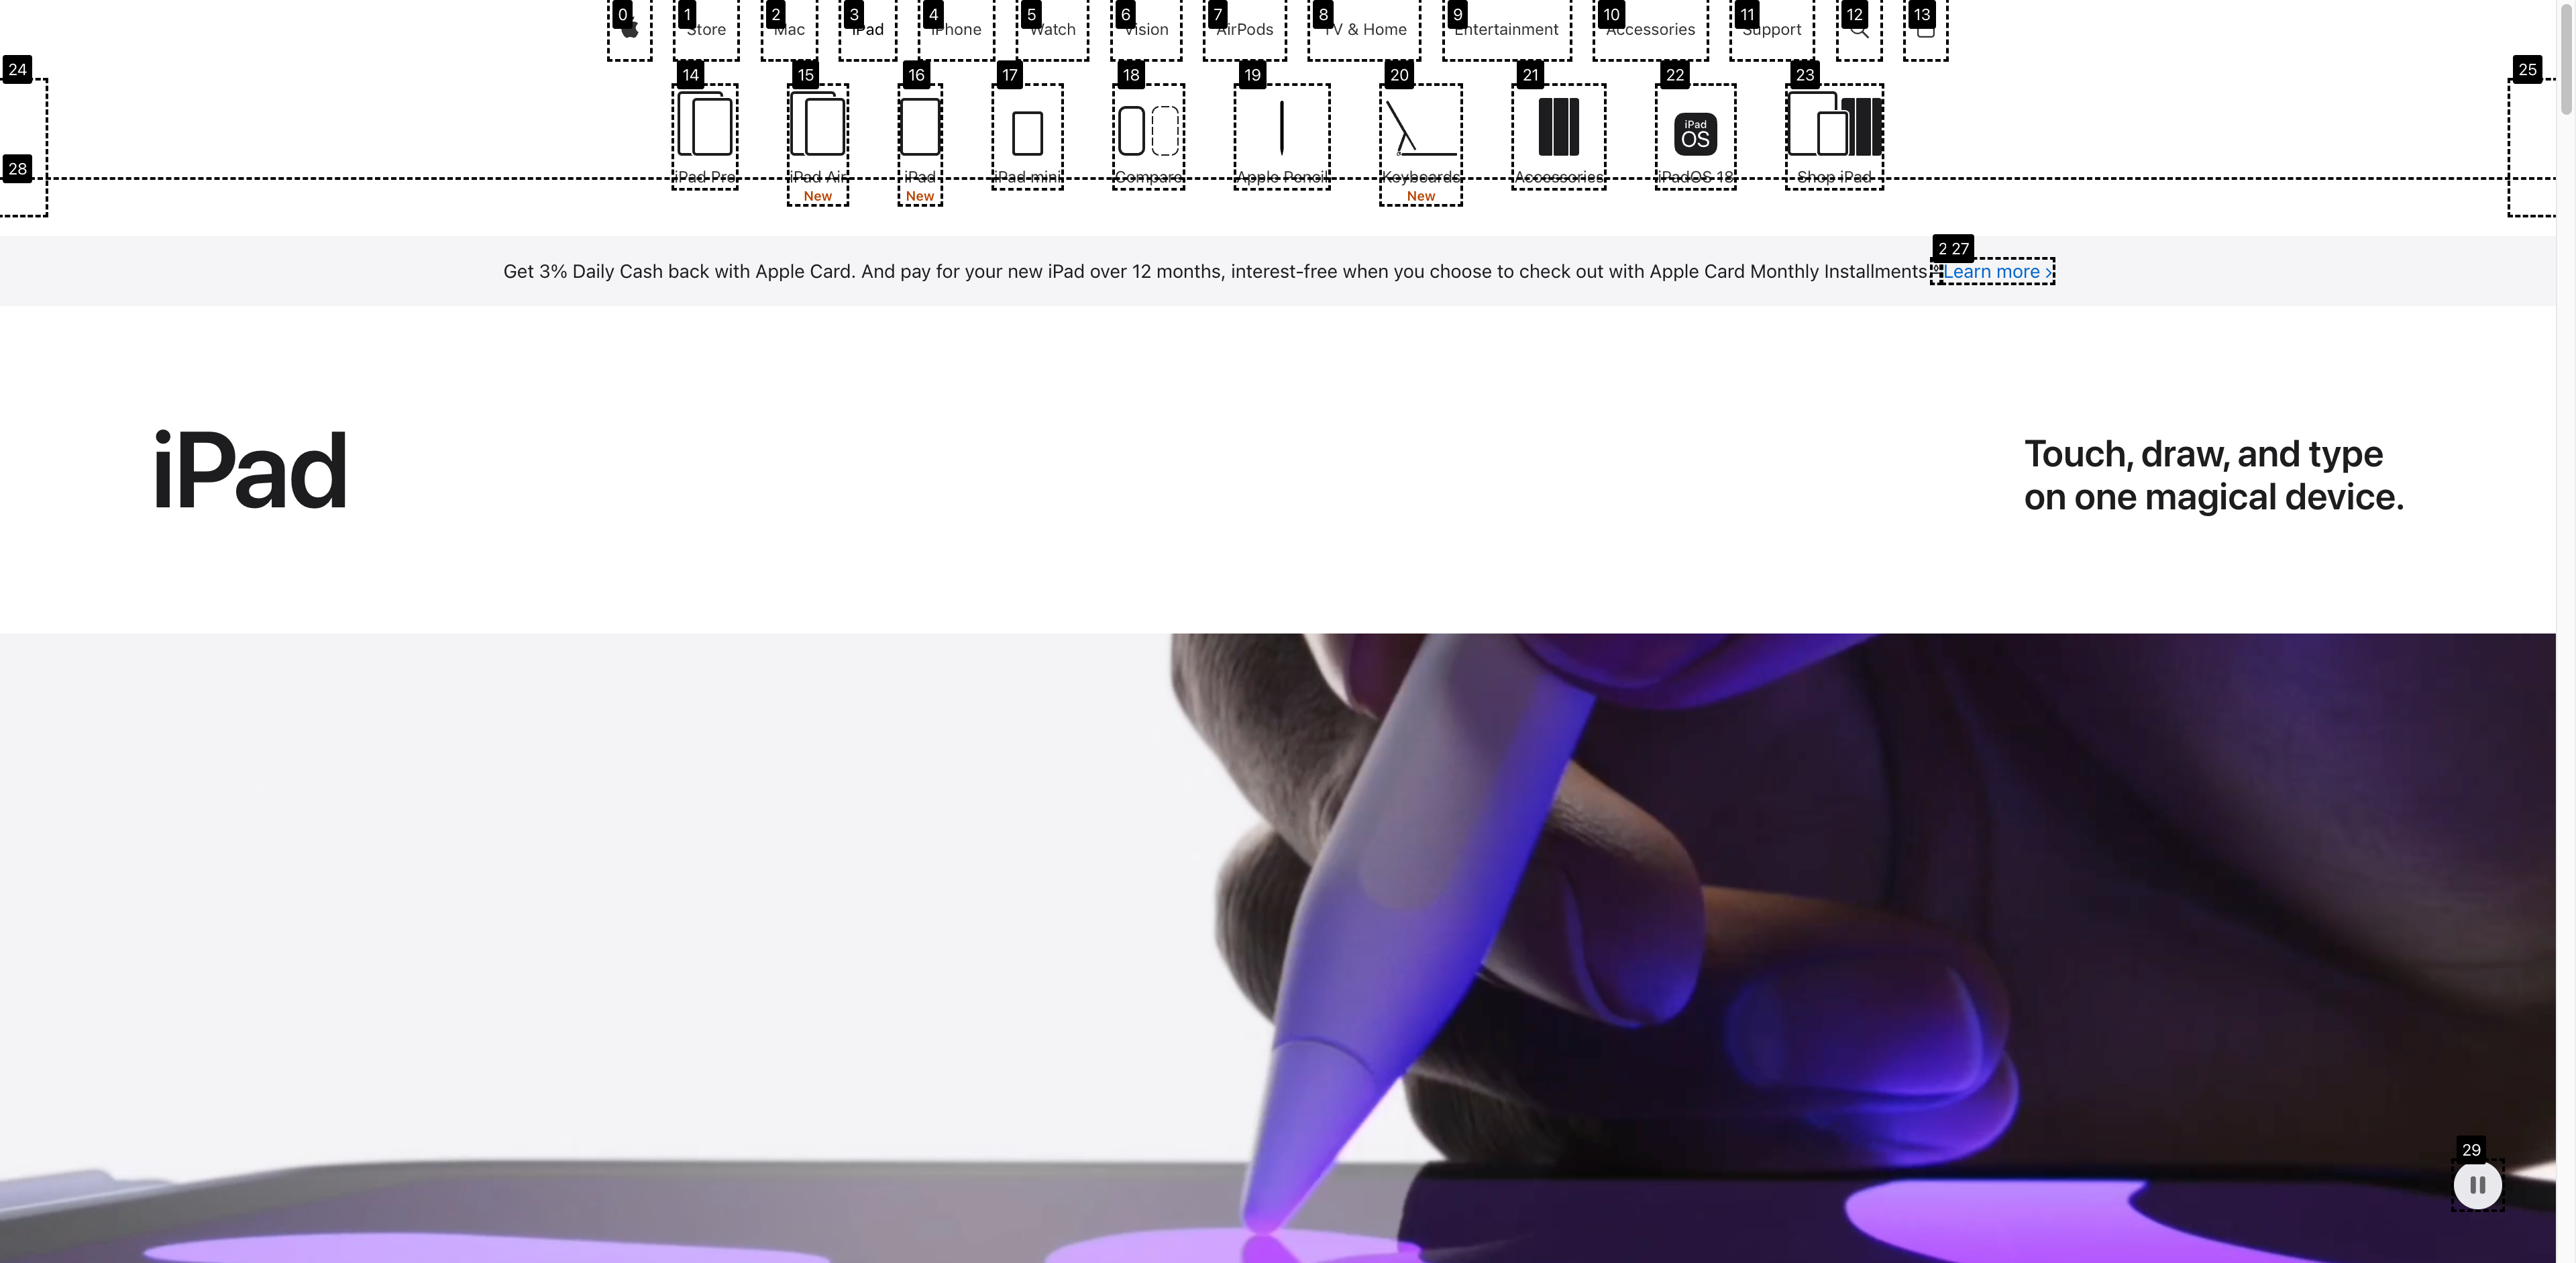 0 1 2 3 4 5 6 7 8 9 10 11 12 13
Store Mac iPad iPhone Watch Vision AirPods TV & Home Entertainment Accessories Support
24 14 15 16 17 18 19 20 21 22 23 25
iPad OS
28
iPad Pro iPad Air iPad iPad mini Compare Apple Pencil Keyboards Accessories iPadOS 18 Shop iPad
New New New
2 27
Get 3% Daily Cash back with Apple Card. And pay for your new iPad over 12 months, interest-free when you choose to check out with Apple Card Monthly Installments. Learn more >
iPad
Touch, draw, and type
on one magical device.
29